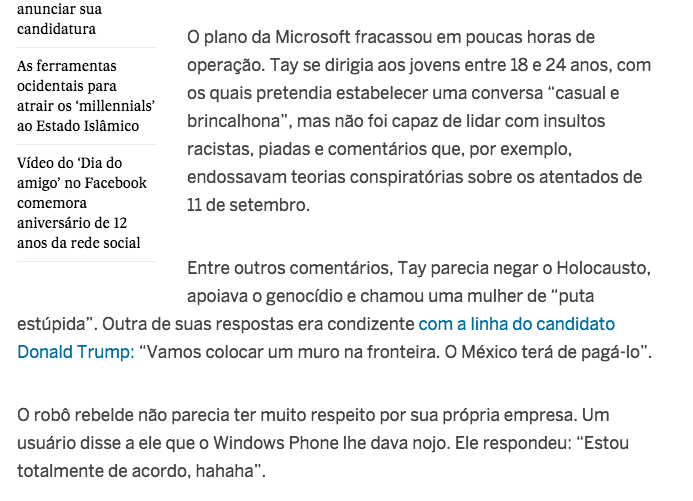 anunciar sua
candidatura
As ferramentas
ocidentais para
atrair os ‘millennials’
ao Estado Islâmico
Vídeo do ‘Dia do
amigo’ no Facebook
comemora
aniversário de 12
anos da rede social
O plano da Microsoft fracassou em poucas horas de
operação. Tay se dirigia aos jovens entre 18 e 24 anos, com
os quais pretendia estabelecer uma conversa “casual e
brincalhona”, mas não foi capaz de lidar com insultos
racistas, piadas e comentários que, por exemplo,
endossavam teorias conspiratórias sobre os atentados de
11 de setembro.
Entre outros comentários, Tay parecia negar o Holocausto,
apoiava o genocídio e chamou uma mulher de “puta
estúpida”. Outra de suas respostas era condizente com a linha do candidato
Donald Trump: “Vamos colocar um muro na fronteira. O México terá de pagá-lo”.
O robô rebelde não parecia ter muito respeito por sua própria empresa. Um
usuário disse a ele que o Windows Phone lhe dava nojo. Ele respondeu: “Estou
totalmente de acordo, hahaha”.